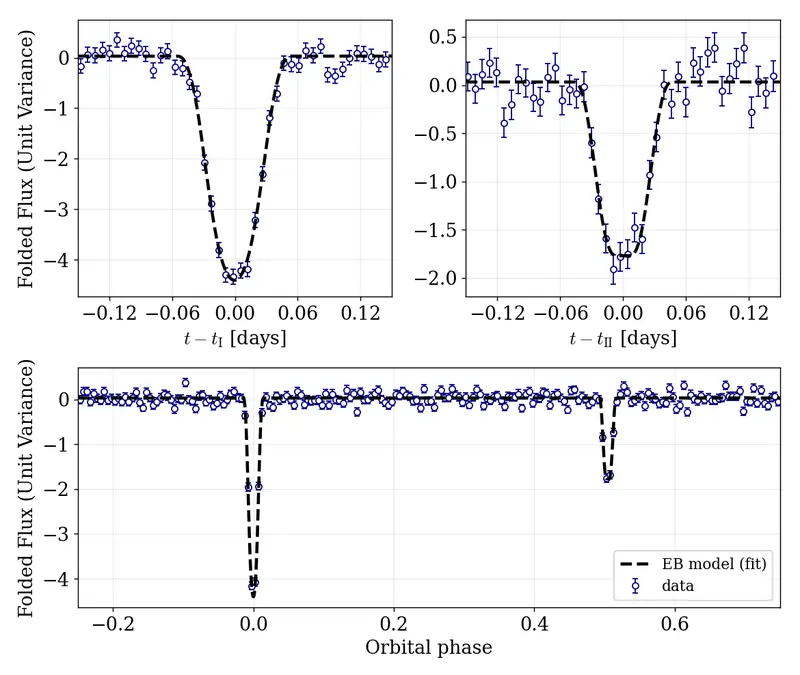 Folded Flux (Unit Variance)
0
−1
−2
−3
−4
−0.12 −0.06 0.00 0.06 0.12
t − t_I [days]
0.5
0.0
−0.5
−1.0
−1.5
−2.0
−0.12 −0.06 0.00 0.06 0.12
t − t_II [days]
Folded Flux (Unit Variance)
0
−1
−2
−3
−4
EB model (fit)
data
−0.2 0.0 0.2 0.4 0.6
Orbital phase